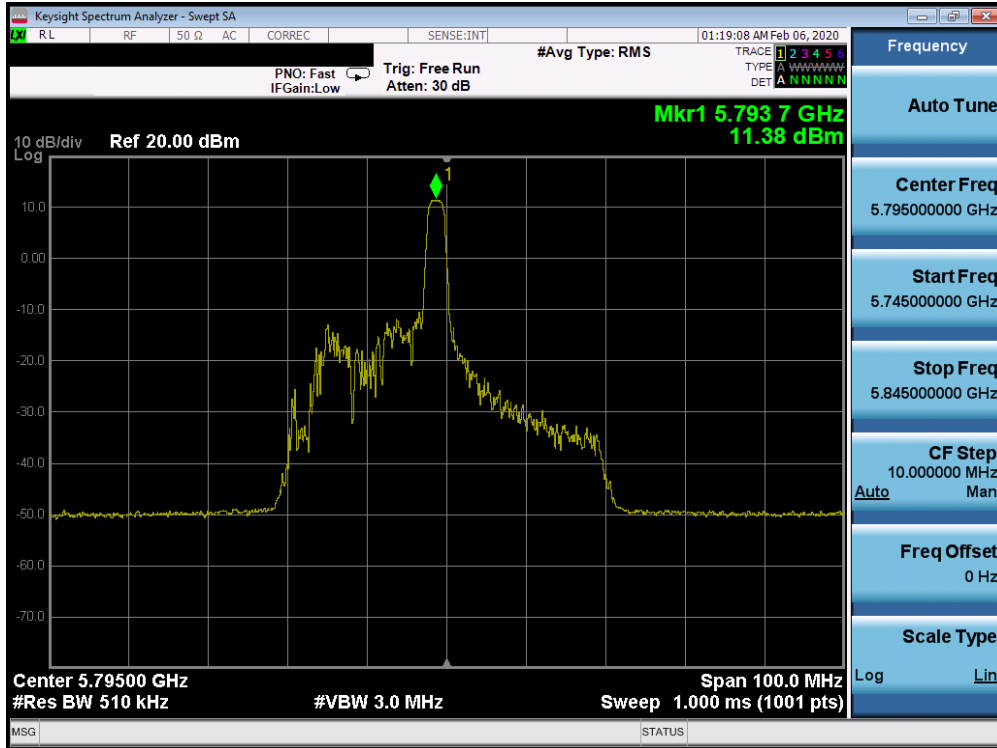 Keysight Spectrum Analyzer - Swept SA
LXI RL RF 50 Ω AC CORREC SENSE:INT 01:19:08 AM Feb 06, 2020
#Avg Type: RMS TRACE 1 2 3 4 5 6
PNO: Fast Trig: Free Run TYPE A WWWWW
IFGain:Low Atten: 30 dB DET A N N N N N
Mkr1 5.793 7 GHz
11.38 dBm
10 dB/div Ref 20.00 dBm
Log
1
10.0
0.00
-10.0
-20.0
-30.0
-40.0
-50.0
-60.0
-70.0
Center 5.79500 GHz Span 100.0 MHz
#Res BW 510 kHz #VBW 3.0 MHz Sweep 1.000 ms (1001 pts)
MSG STATUS
Frequency
Auto Tune
Center Freq
5.795000000 GHz
Start Freq
5.745000000 GHz
Stop Freq
5.845000000 GHz
CF Step
10.000000 MHz
Auto Man
Freq Offset
0 Hz
Scale Type
Log Lin